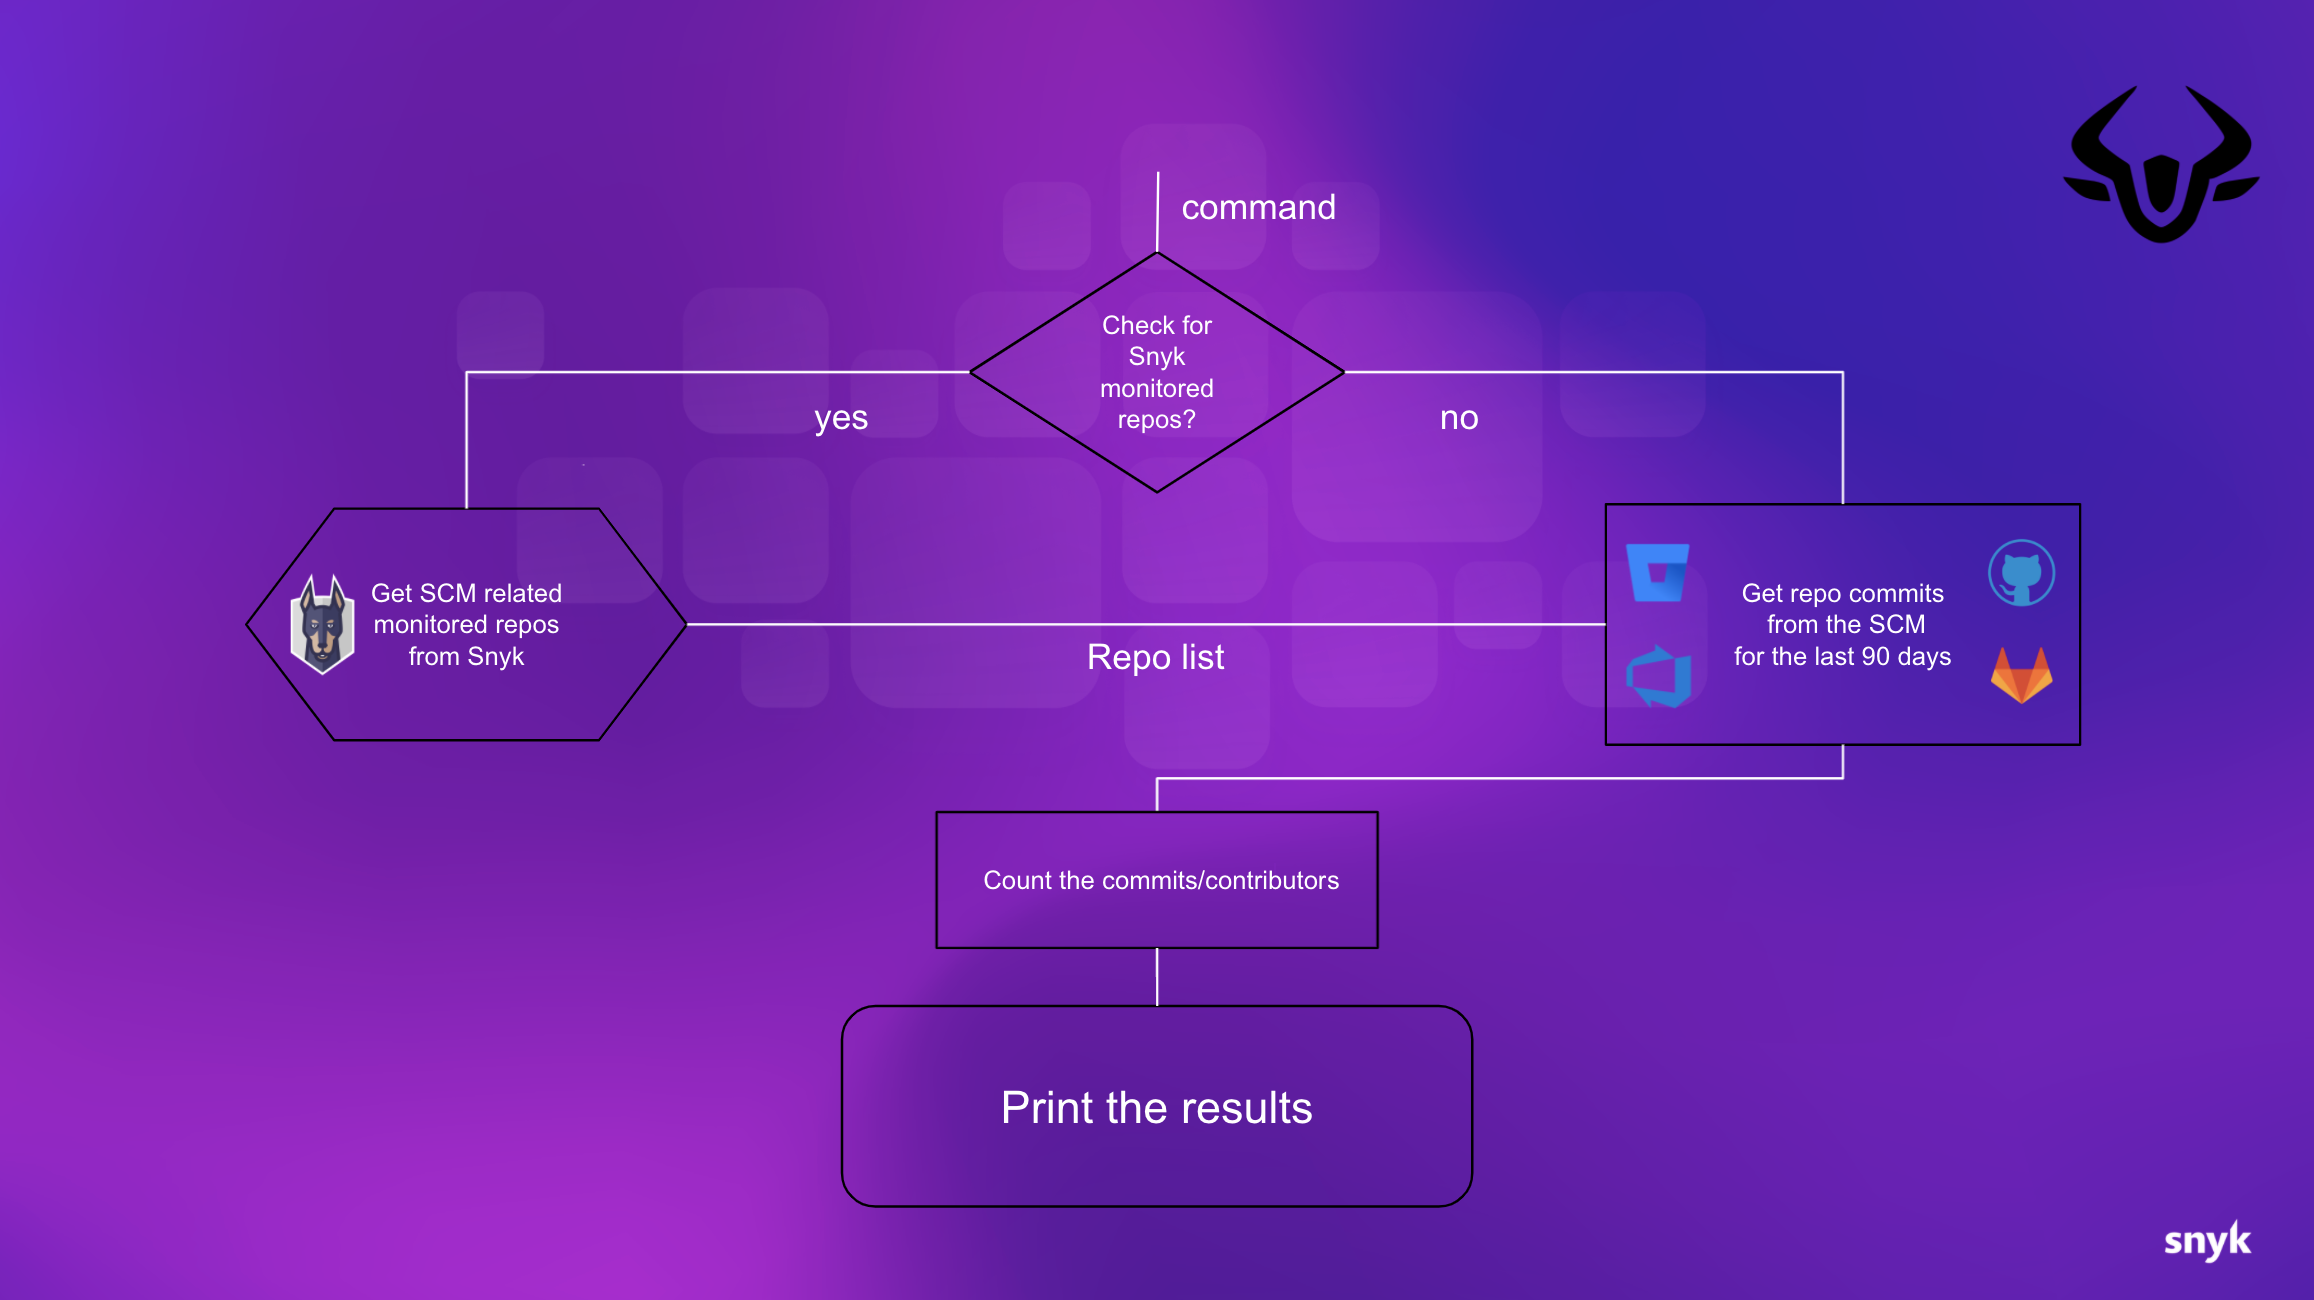 command
Check for
Snyk
monitored
repos?
yes
no
Get SCM related
monitored repos
from Snyk
Repo list
Get repo commits
from the SCM
for the last 90 days
Count the commits/contributors
Print the results
snyk